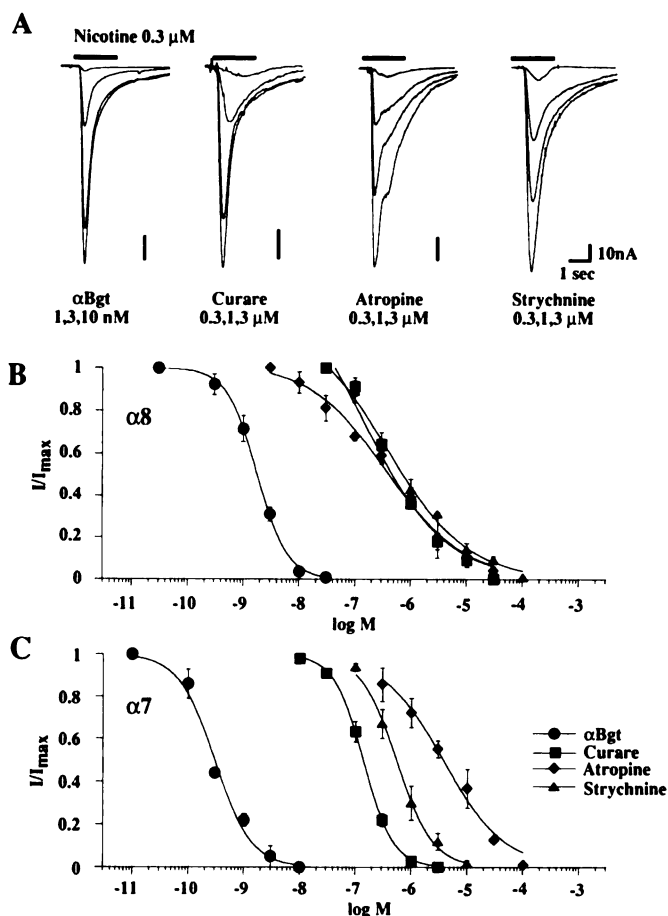 A
Nicotine 0.3 μM
10nA
1 sec
αBgt
1,3,10 nM
Curare
0.3,1,3 μM
Atropine
0.3,1,3 μM
Strychnine
0.3,1,3 μM
B
α8
I/Imax
1
0.8
0.6
0.4
0.2
0
-11 -10 -9 -8 -7 -6 -5 -4 -3
log M
C
α7
I/Imax
1
0.8
0.6
0.4
0.2
0
-11 -10 -9 -8 -7 -6 -5 -4 -3
log M
αBgt
Curare
Atropine
Strychnine